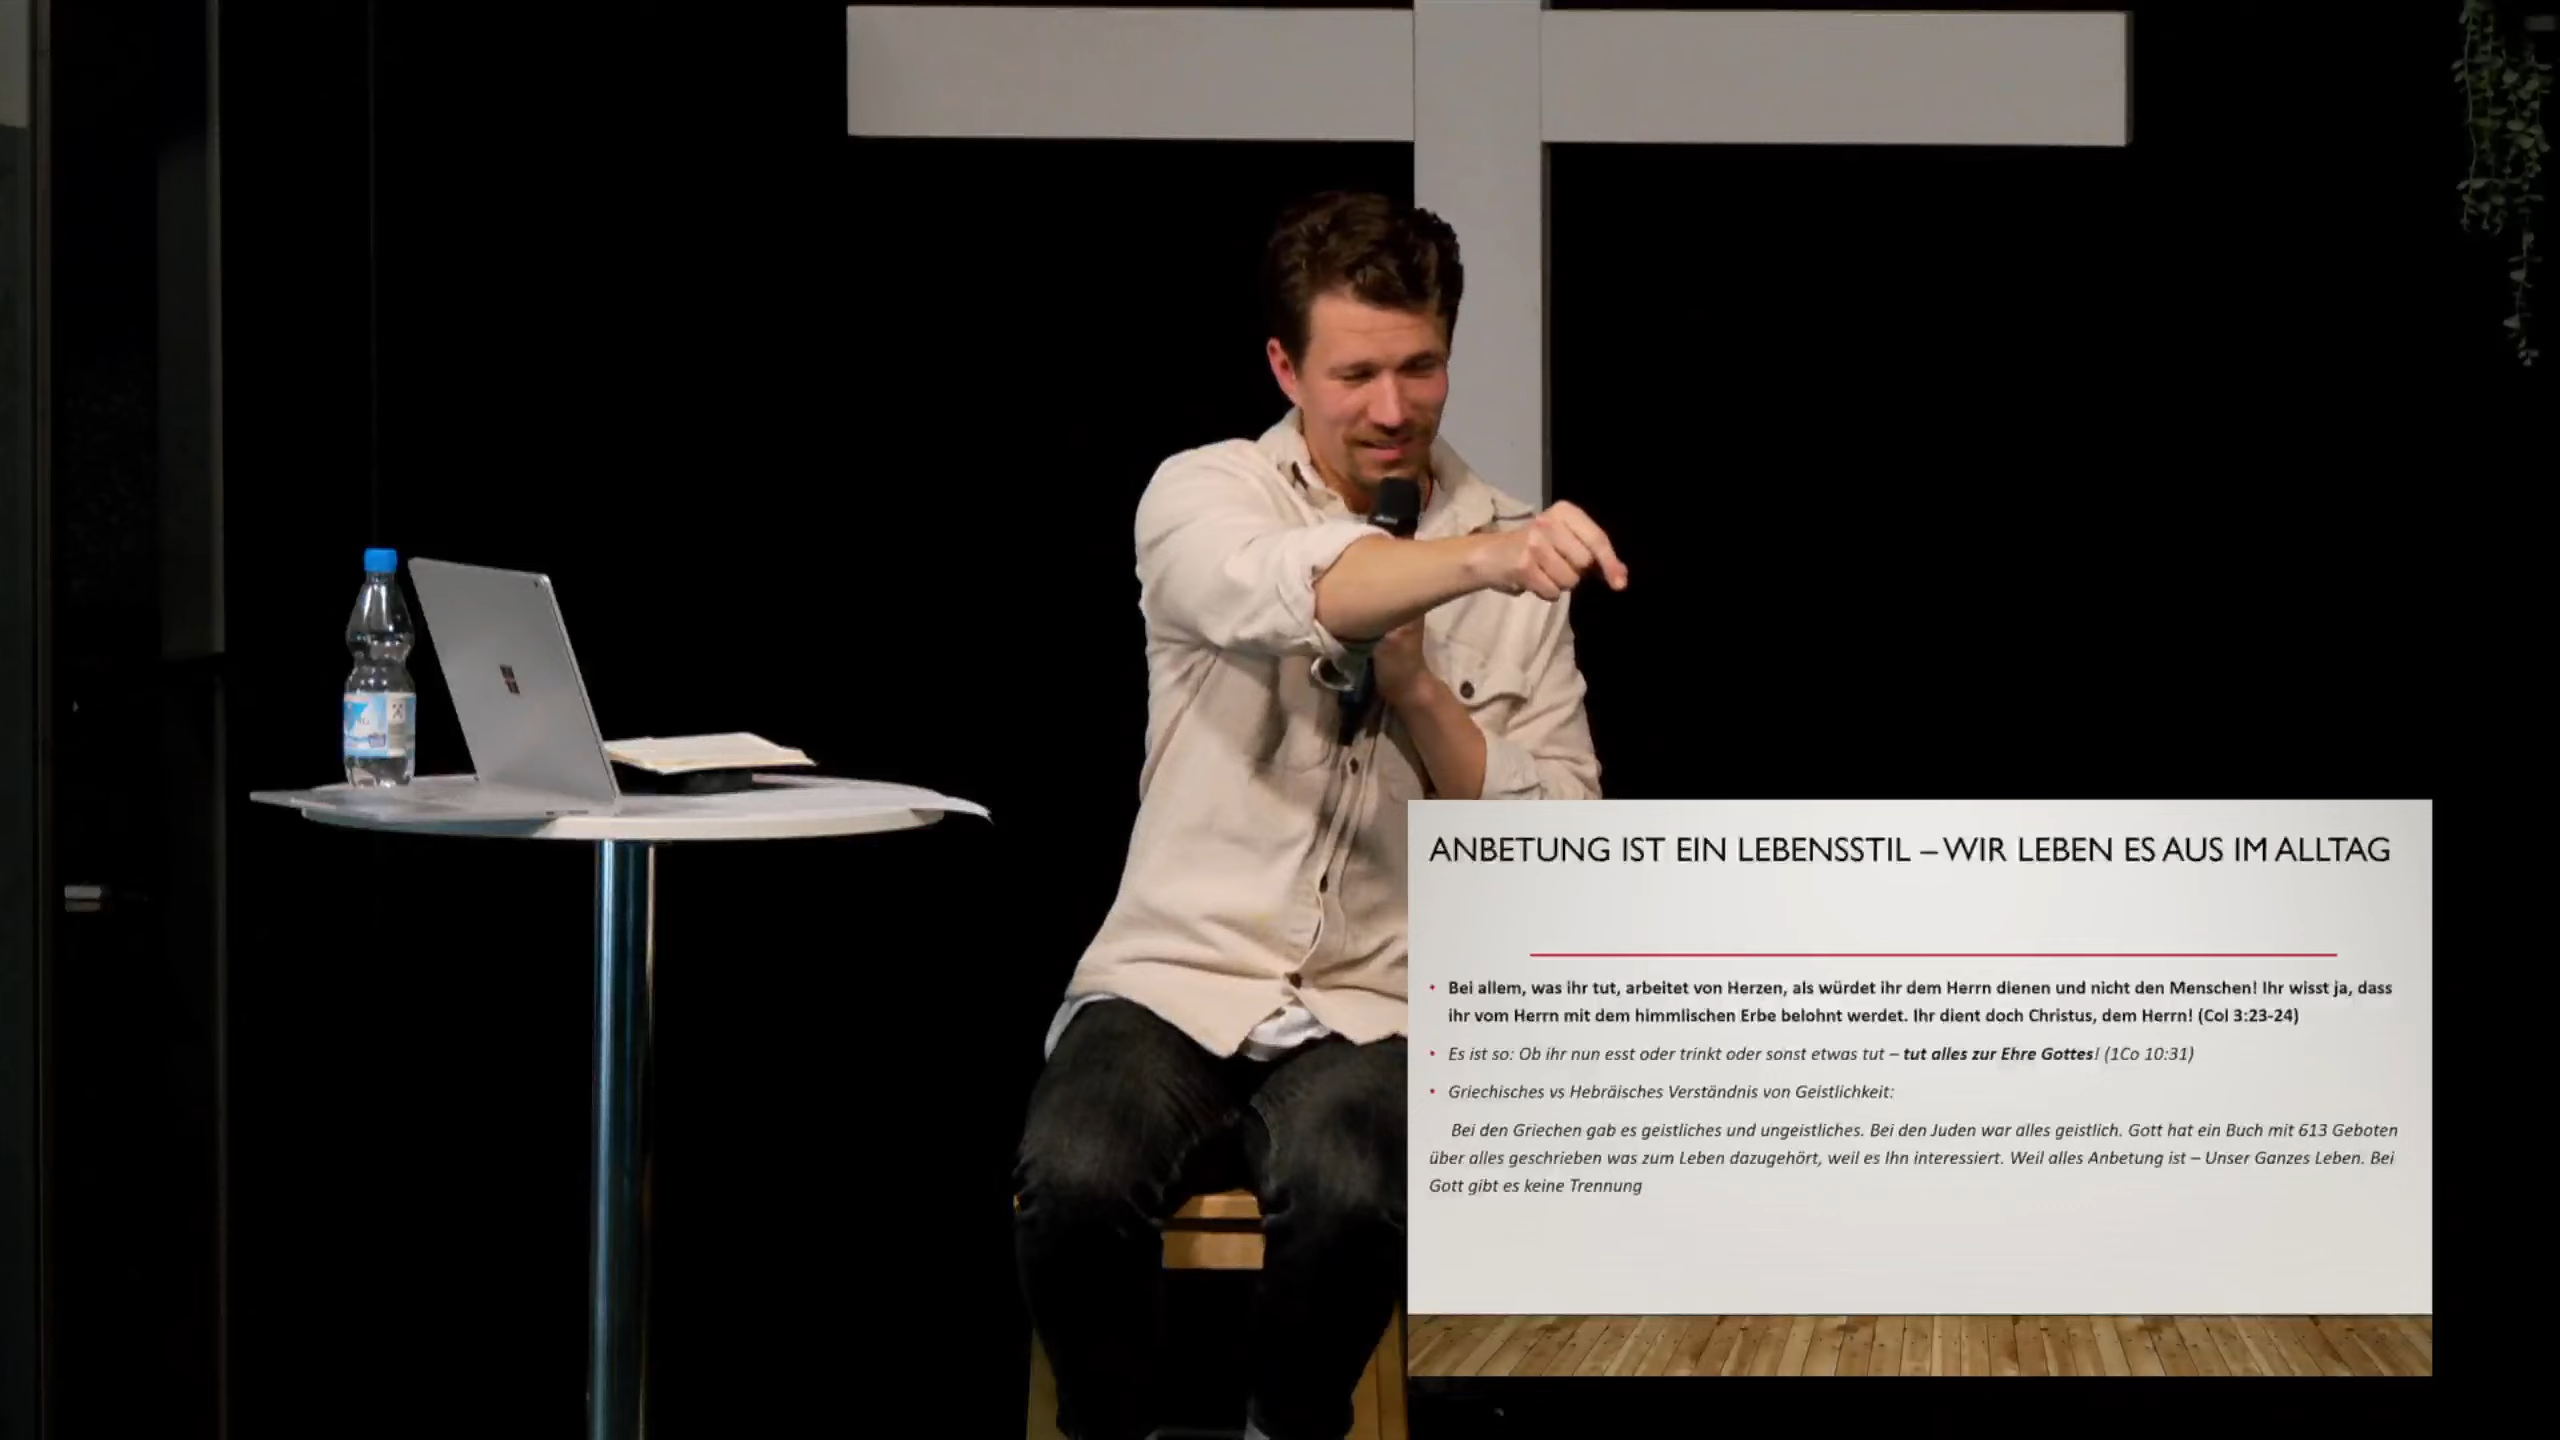 ANBETUNG IST EIN LEBENSSTIL – WIR LEBEN ES AUS IM ALLTAG
• Bei allem, was ihr tut, arbeitet von Herzen, als würdet ihr dem Herrn dienen und nicht den Menschen! Ihr wisst ja, dass
ihr vom Herrn mit dem himmlischen Erbe belohnt werdet. Ihr dient doch Christus, dem Herrn! (Col 3:23-24)
• Es ist so: Ob ihr nun esst oder trinkt oder sonst etwas tut – tut alles zur Ehre Gottes! (1Co 10:31)
• Griechisches vs Hebräisches Verständnis von Geistlichkeit:
Bei den Griechen gab es geistliches und ungeistliches. Bei den Juden war alles geistlich. Gott hat ein Buch mit 613 Geboten
über alles geschrieben was zum Leben dazugehört, weil es Ihn interessiert. Weil alles Anbetung ist – Unser Ganzes Leben. Bei
Gott gibt es keine Trennung